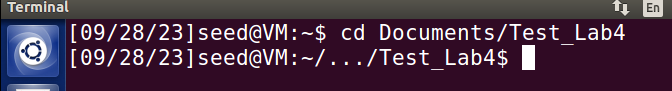 Terminal
En
[09/28/23]seed@VM:~$ cd Documents/Test_Lab4
[09/28/23]seed@VM:~/.../Test_Lab4$